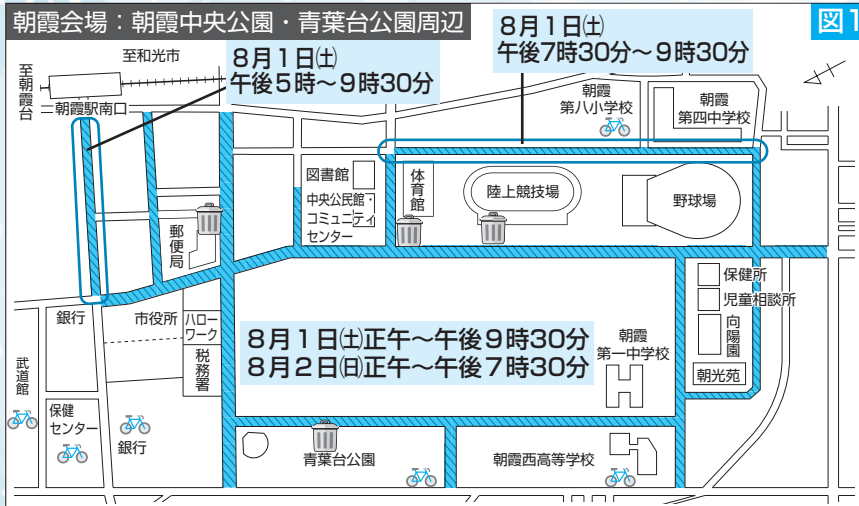 朝霞会場：朝霞中央公園・青葉台公園周辺
図1
至和光市
8月1日㈯
午後5時〜9時30分
8月1日㈯
午後7時30分〜9時30分
至朝霞台
朝霞駅南口
朝霞
第八小学校
朝霞
第四中学校
図書館
中央公民館・
コミュニティ
センター
体育館
陸上競技場
野球場
郵便局
保健所
児童相談所
向陽園
朝光苑
銀行
市役所
ハロー
ワーク
税務署
8月1日㈯正午〜午後9時30分
8月2日㈰正午〜午後7時30分
朝霞
第一中学校
武道館
保健
センター
銀行
青葉台公園
朝霞西高等学校